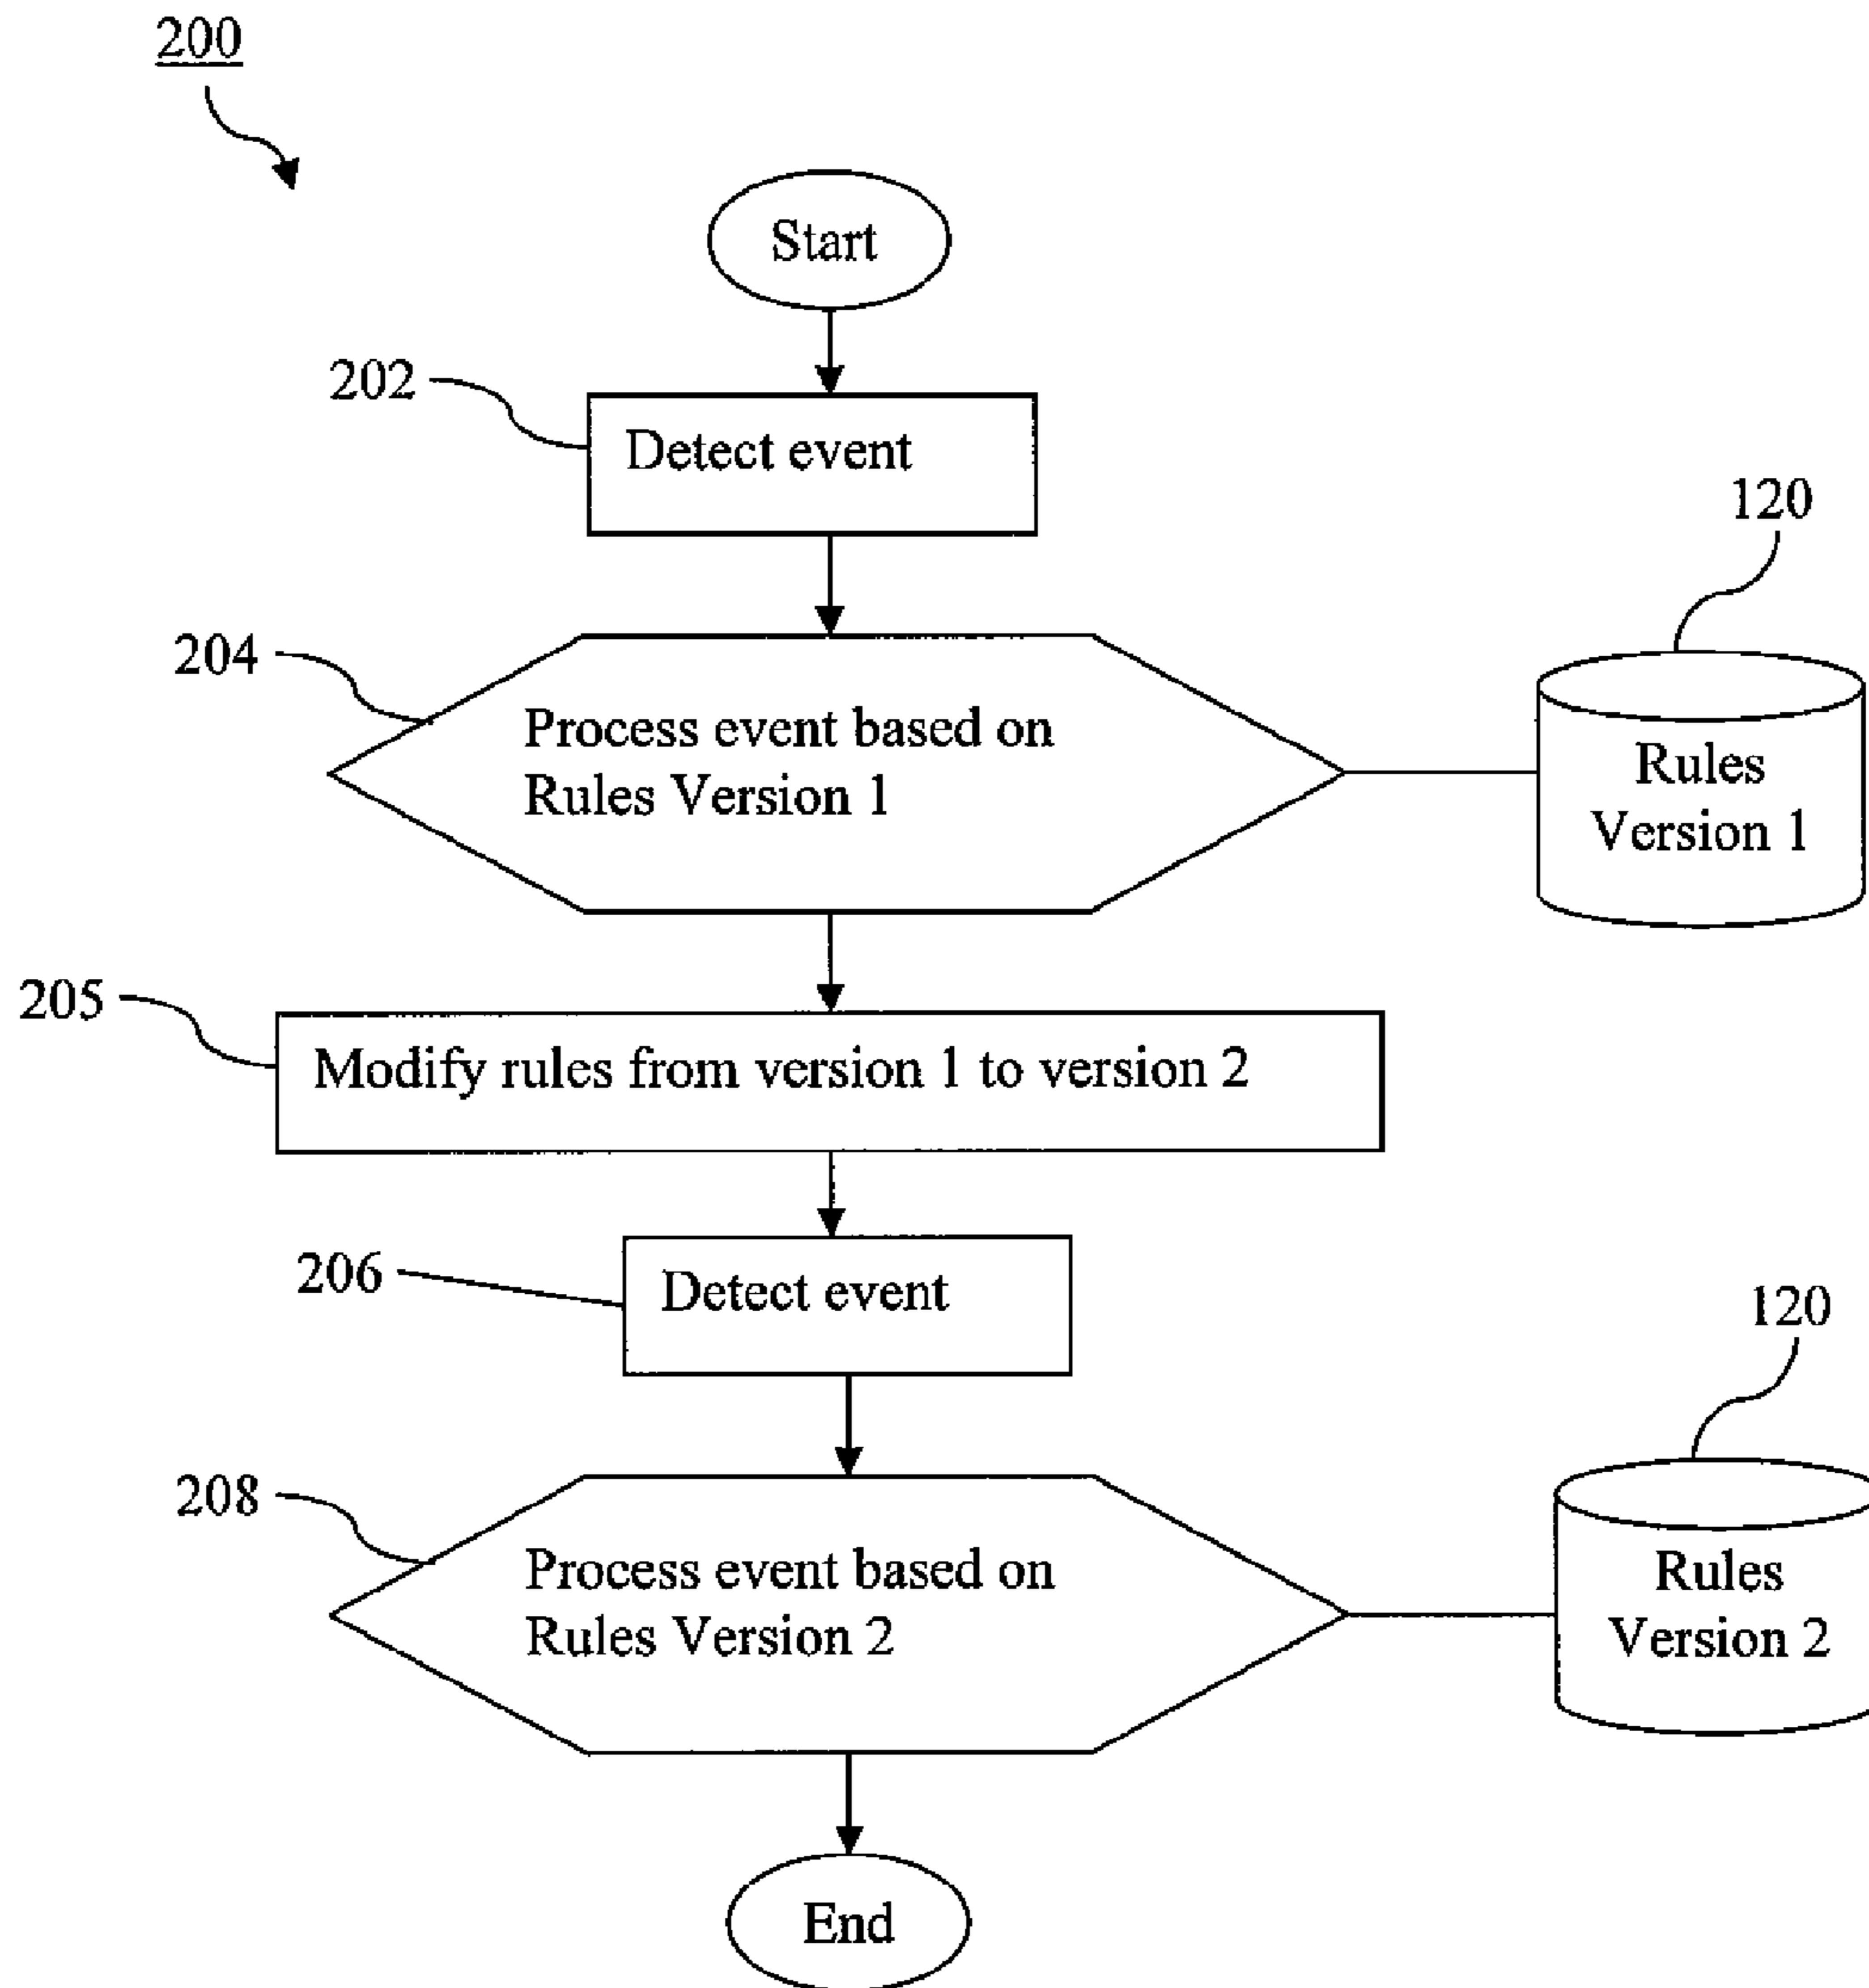 200
Start
202
Detect event
120
204
Process event based on
Rules Version 1
Rules
Version 1
205
Modify rules from version 1 to version 2
206
Detect event
120
208
Process event based on
Rules Version 2
Rules
Version 2
End